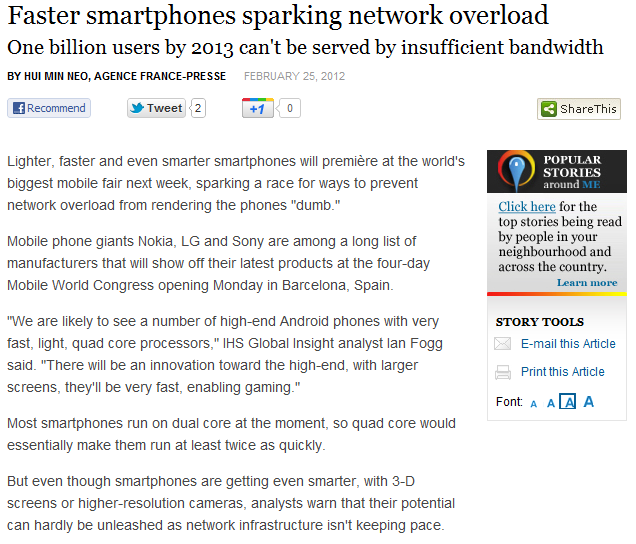 Faster smartphones sparking network overload
One billion users by 2013 can't be served by insufficient bandwidth
BY HUI MIN NEO, AGENCE FRANCE-PRESSE FEBRUARY 25, 2012
Recommend Tweet 2 +1 0 ShareThis
Lighter, faster and even smarter smartphones will première at the world's
biggest mobile fair next week, sparking a race for ways to prevent
network overload from rendering the phones "dumb."
Mobile phone giants Nokia, LG and Sony are among a long list of
manufacturers that will show off their latest products at the four-day
Mobile World Congress opening Monday in Barcelona, Spain.
"We are likely to see a number of high-end Android phones with very
fast, light, quad core processors," IHS Global Insight analyst Ian Fogg
said. "There will be an innovation toward the high-end, with larger
screens, they'll be very fast, enabling gaming."
Most smartphones run on dual core at the moment, so quad core would
essentially make them run at least twice as quickly.
But even though smartphones are getting even smarter, with 3-D
screens or higher-resolution cameras, analysts warn that their potential
can hardly be unleashed as network infrastructure isn't keeping pace.
POPULAR
STORIES
around ME
Click here for the
top stories being read
by people in your
neighbourhood and
across the country.
Learn more
STORY TOOLS
E-mail this Article
Print this Article
Font: A A A A